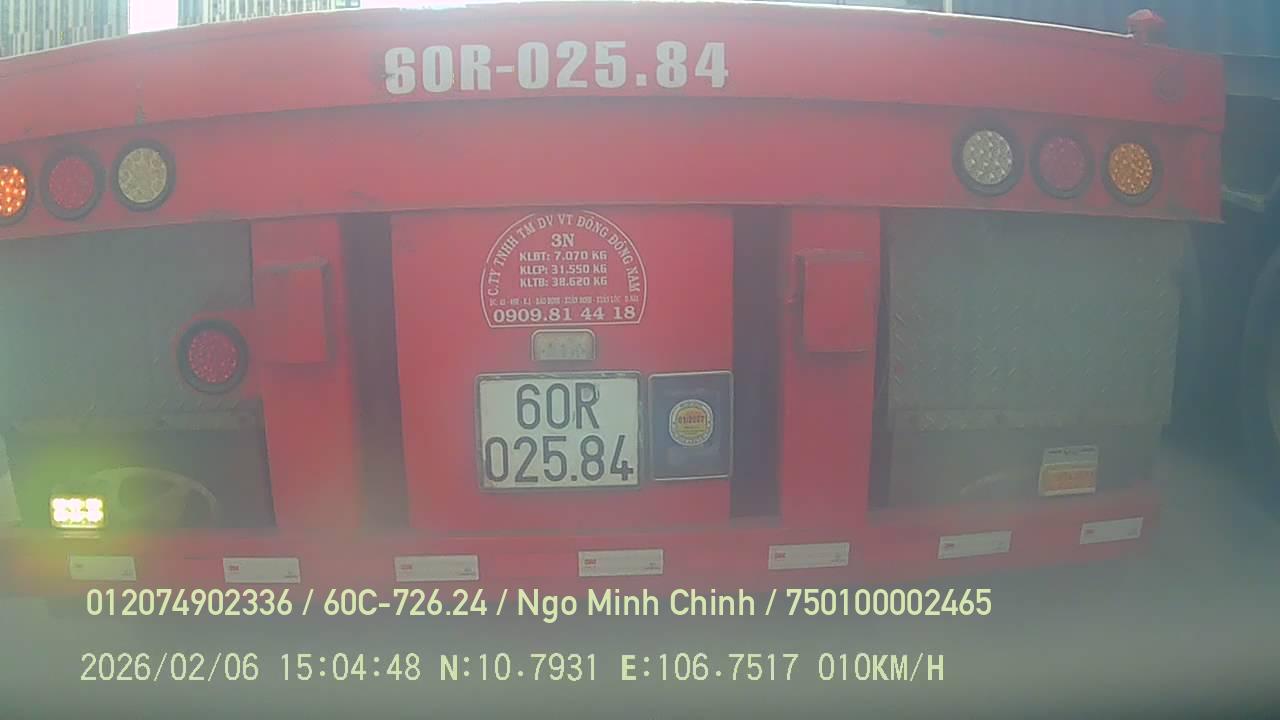 60R-025.84
C.TY TNHH TM DV VT ĐÔNG ĐÔNG NAM
3N
KLBT: 7.070 KG
KLCP: 31.550 KG
KLTB: 38.620 KG
0909.81 44 18
60R
025.84
01/2027
012074902336 / 60C-726.24 / Ngo Minh Chinh / 750100002465
2026/02/06 15:04:48 N:10.7931 E:106.7517 010KM/H